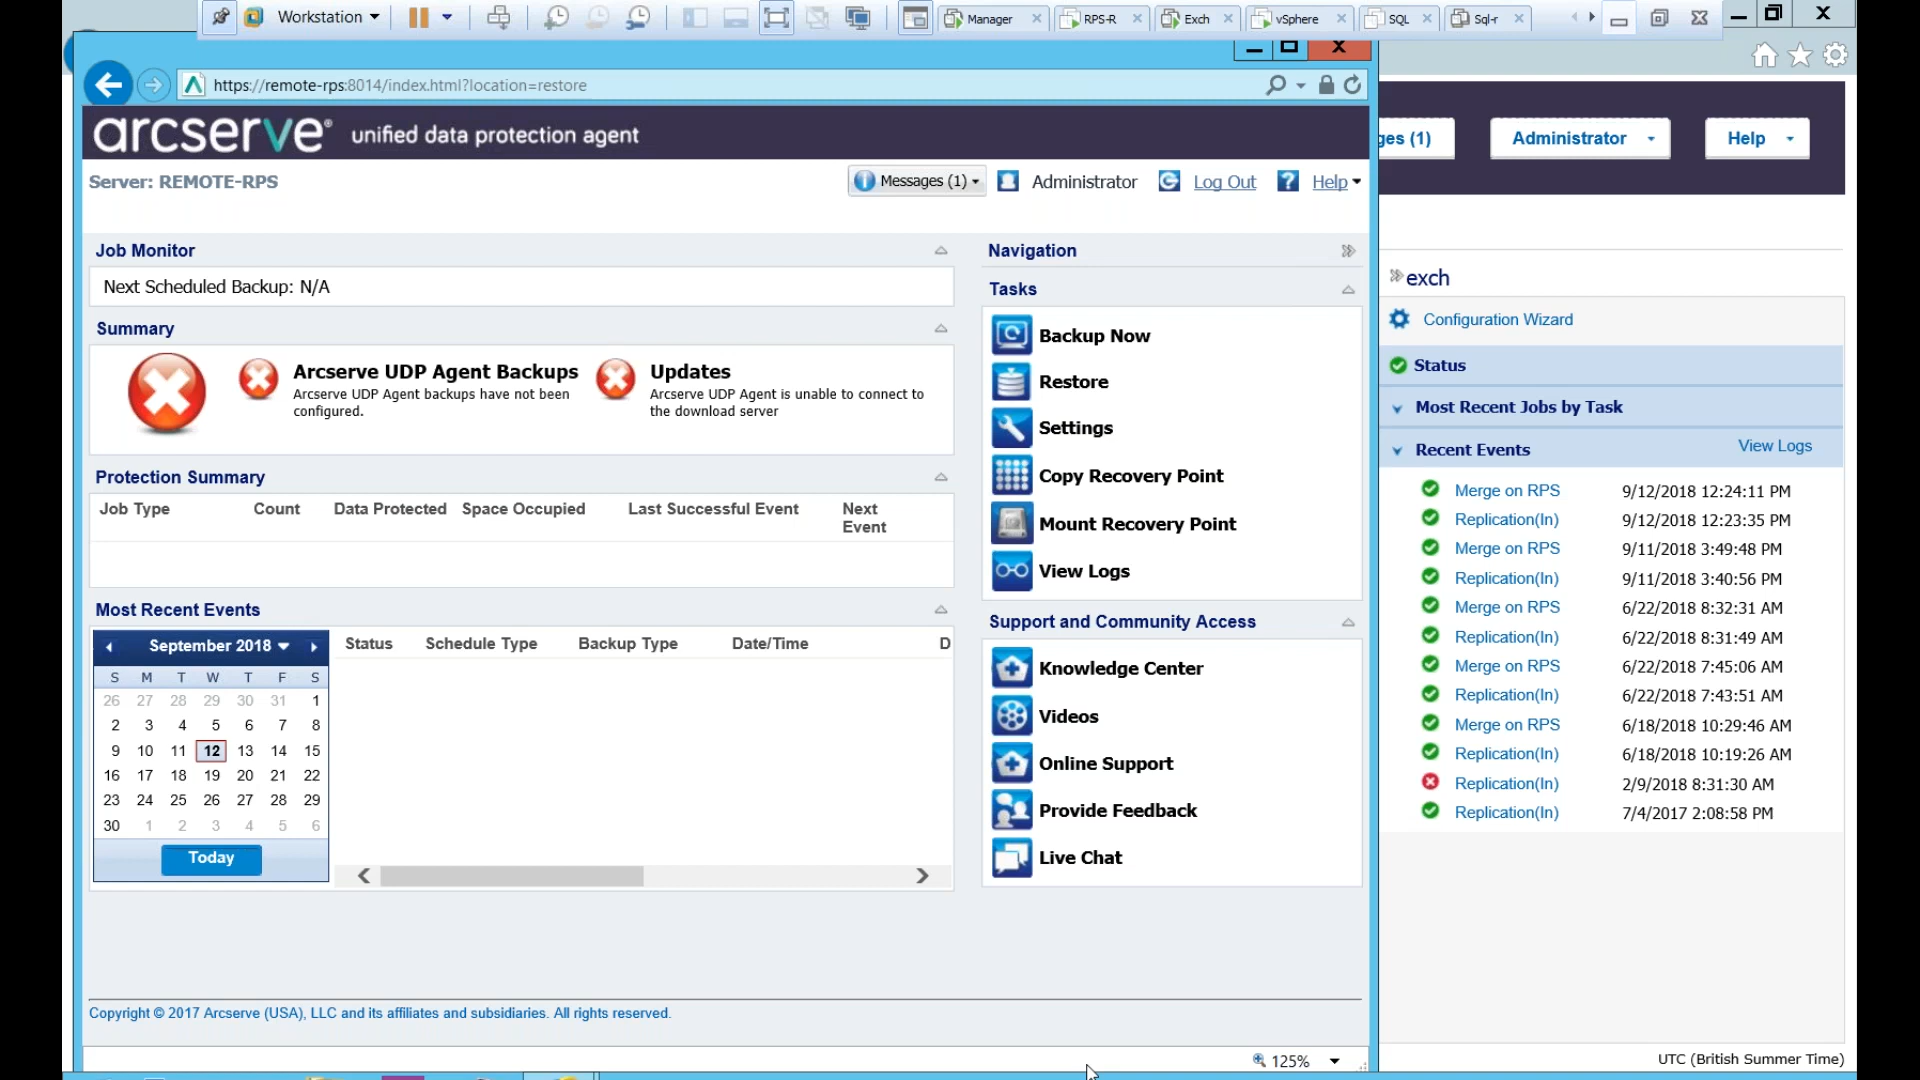 Workstation
Manager
RPS-R
Exch
vSphere
SQL
Sql-r
https://remote-rps:8014/index.html?location=restore
arcserve® unified data protection agent
ges (1)
Administrator
Help
Server: REMOTE-RPS
Messages (1)
Administrator
Log Out
Help
Job Monitor
Next Scheduled Backup: N/A
Summary
Arcserve UDP Agent Backups
Arcserve UDP Agent backups have not been
configured.
Updates
Arcserve UDP Agent is unable to connect to
the download server
Protection Summary
Job Type Count Data Protected Space Occupied Last Successful Event Next
Event
Most Recent Events
September 2018
S M T W T F S
26 27 28 29 30 31 1
2 3 4 5 6 7 8
9 10 11 12 13 14 15
16 17 18 19 20 21 22
23 24 25 26 27 28 29
30 1 2 3 4 5 6
Today
Status Schedule Type Backup Type Date/Time D
Navigation
Tasks
Backup Now
Restore
Settings
Copy Recovery Point
Mount Recovery Point
View Logs
Support and Community Access
Knowledge Center
Videos
Online Support
Provide Feedback
Live Chat
Copyright © 2017 Arcserve (USA), LLC and its affiliates and subsidiaries. All rights reserved.
125%
exch
Configuration Wizard
Status
Most Recent Jobs by Task
Recent Events View Logs
Merge on RPS 9/12/2018 12:24:11 PM
Replication(In) 9/12/2018 12:23:35 PM
Merge on RPS 9/11/2018 3:49:48 PM
Replication(In) 9/11/2018 3:40:56 PM
Merge on RPS 6/22/2018 8:32:31 AM
Replication(In) 6/22/2018 8:31:49 AM
Merge on RPS 6/22/2018 7:45:06 AM
Replication(In) 6/22/2018 7:43:51 AM
Merge on RPS 6/18/2018 10:29:46 AM
Replication(In) 6/18/2018 10:19:26 AM
Replication(In) 2/9/2018 8:31:30 AM
Replication(In) 7/4/2017 2:08:58 PM
UTC (British Summer Time)